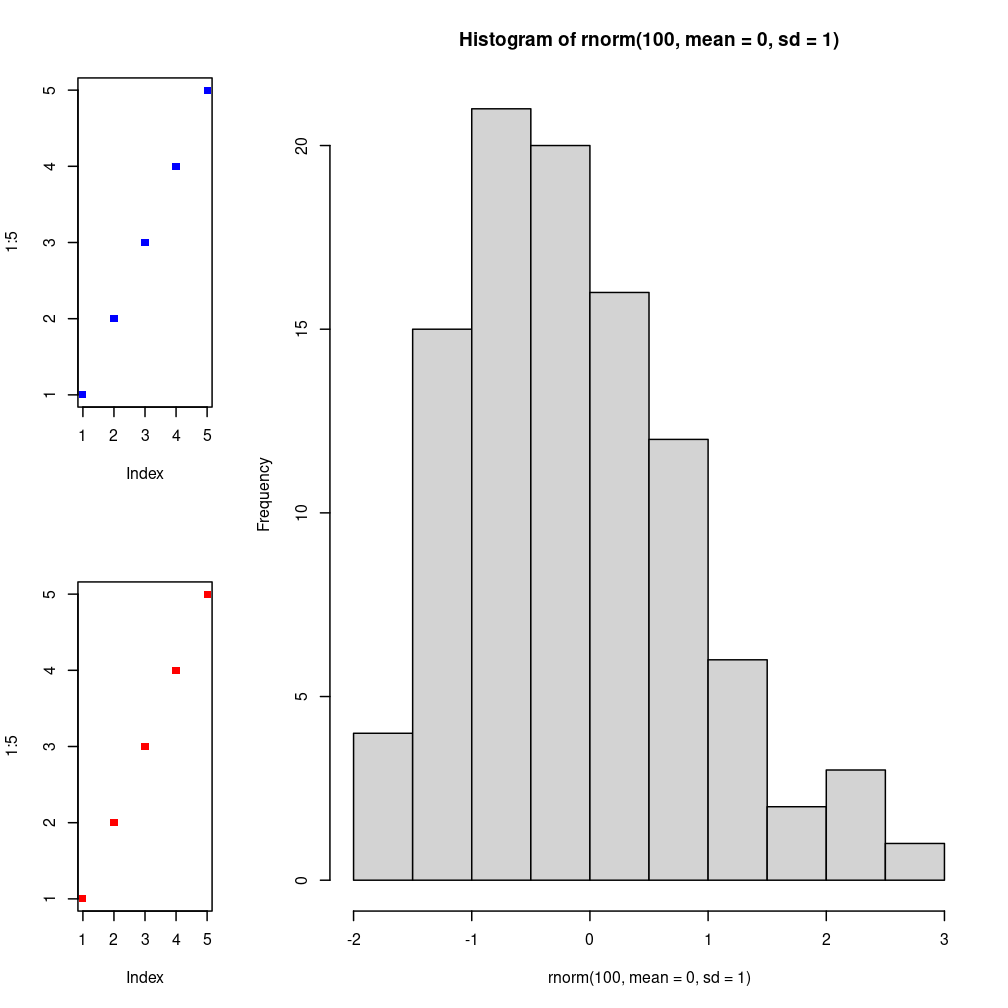 Histogram of rnorm(100, mean = 0, sd = 1)
5
4
3
2
1
1:5
1 2 3 4 5
Index
5
4
3
2
1
1:5
1 2 3 4 5
Index
20
15
10
5
0
Frequency
-2 -1 0 1 2 3
rnorm(100, mean = 0, sd = 1)